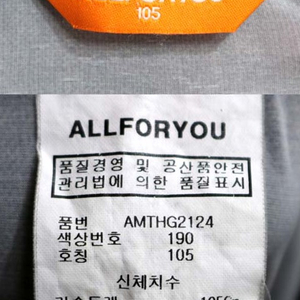 ALLFORYOU
105
ALLFORYOU
품질경영 및 공산품안전
관리법에 의한 품질표시
품번 AMTHG2124
색상번호 190
호칭 105
신체치수